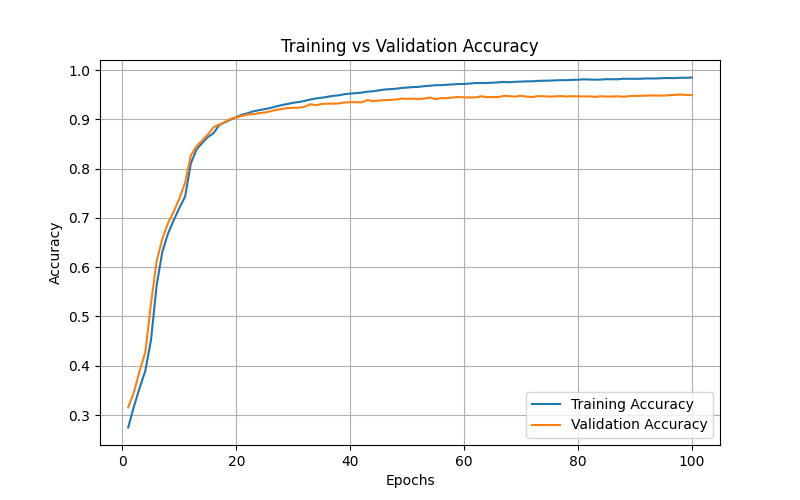 Training vs Validation Accuracy
1.0
0.9
0.8
0.7
0.6
0.5
0.4
0.3
Accuracy
0
20
40
60
80
100
Epochs
Training Accuracy
Validation Accuracy